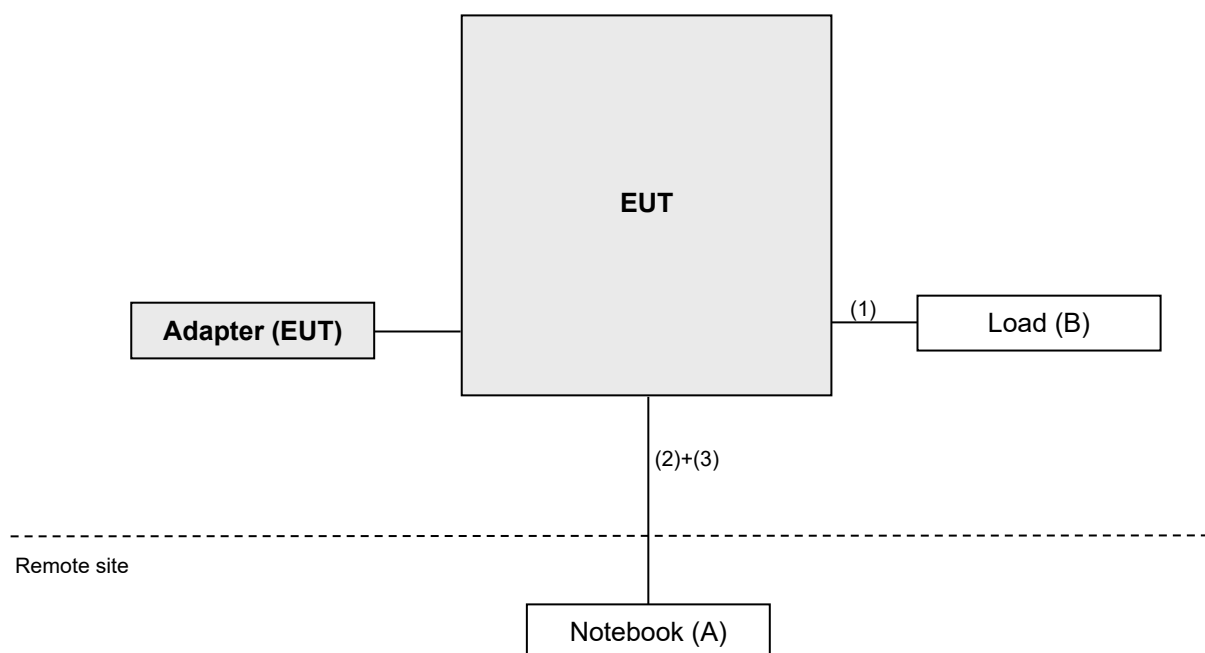 EUT
(1)
Adapter (EUT)
Load (B)
(2)+(3)
Remote site
Notebook (A)